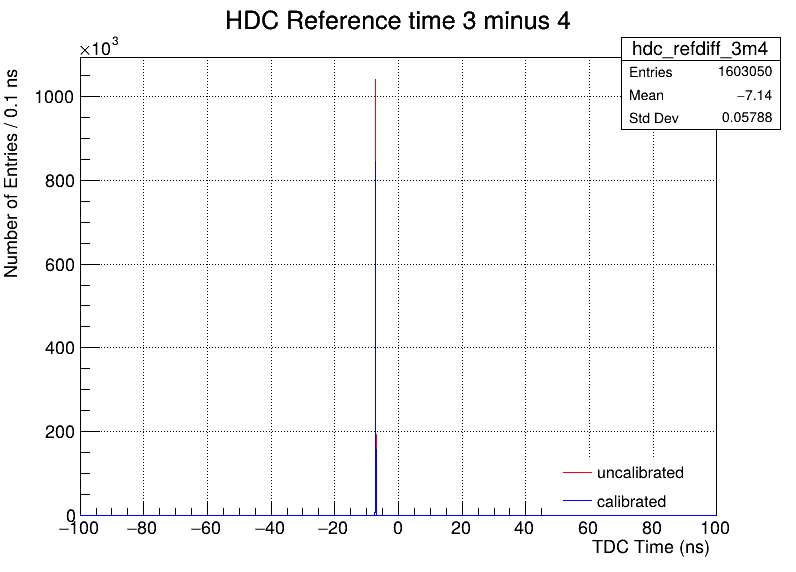 HDC Reference time 3 minus 4
×10³
hdc_refdiff_3m4
Entries 1603050
Mean −7.14
Std Dev 0.05788
Number of Entries / 0.1 ns
1000
800
600
400
200
0
−100 −80 −60 −40 −20 0 20 40 60 80 100
TDC Time (ns)
uncalibrated
calibrated